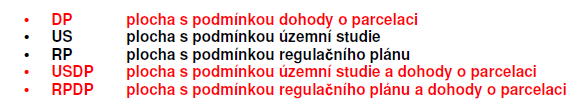 • DP plocha s podmínkou dohody o parcelaci
• US plocha s podmínkou územní studie
• RP plocha s podmínkou regulačního plánu
• USDP plocha s podmínkou územní studie a dohody o parcelaci
• RPDP plocha s podmínkou regulačního plánu a dohody o parcelaci